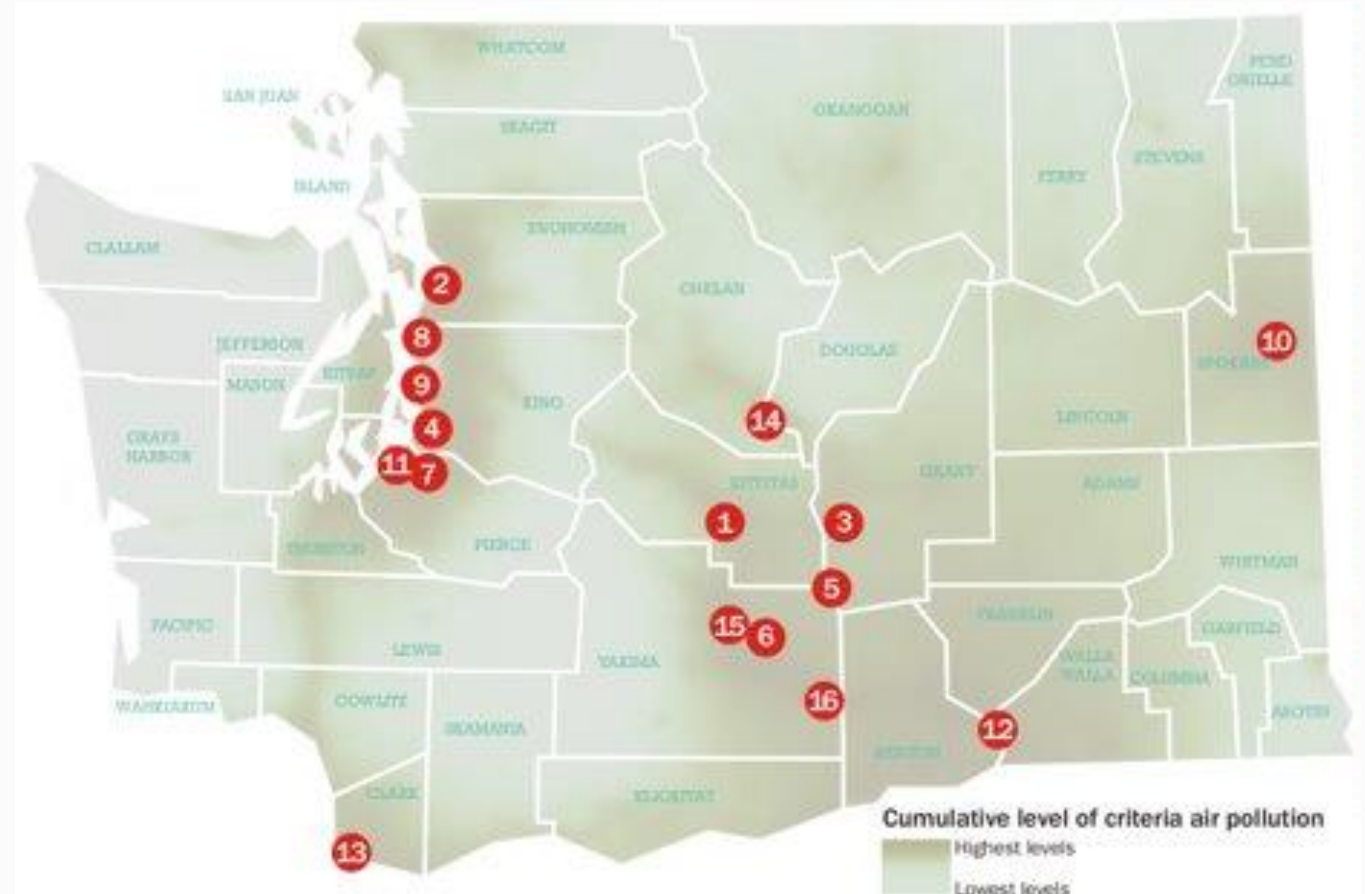 WHATCOM
PEND
OREILLE
SAN JUAN
OKANOGAN
SKAGIT
STEVENS
FERRY
ISLAND
SNOHOMISH
CLALLAM
2
CHELAN
8
10
JEFFERSON
DOUGLAS
SPOKANE
MASON
KITSAP
9
KING
14
LINCOLN
4
GRAYS
HARBOR
11
7
KITTITAS
GRANT
ADAMS
1
3
THURSTON
PIERCE
WHITMAN
5
PACIFIC
15
6
FRANKLIN
GARFIELD
LEWIS
YAKIMA
WALLA
WALLA
COLUMBIA
16
WAHKIAKUM
COWLITZ
SKAMANIA
12
ASOTIN
BENTON
CLARK
KLICKITAT
13
Cumulative level of criteria air pollution
Highest levels
Lowest levels